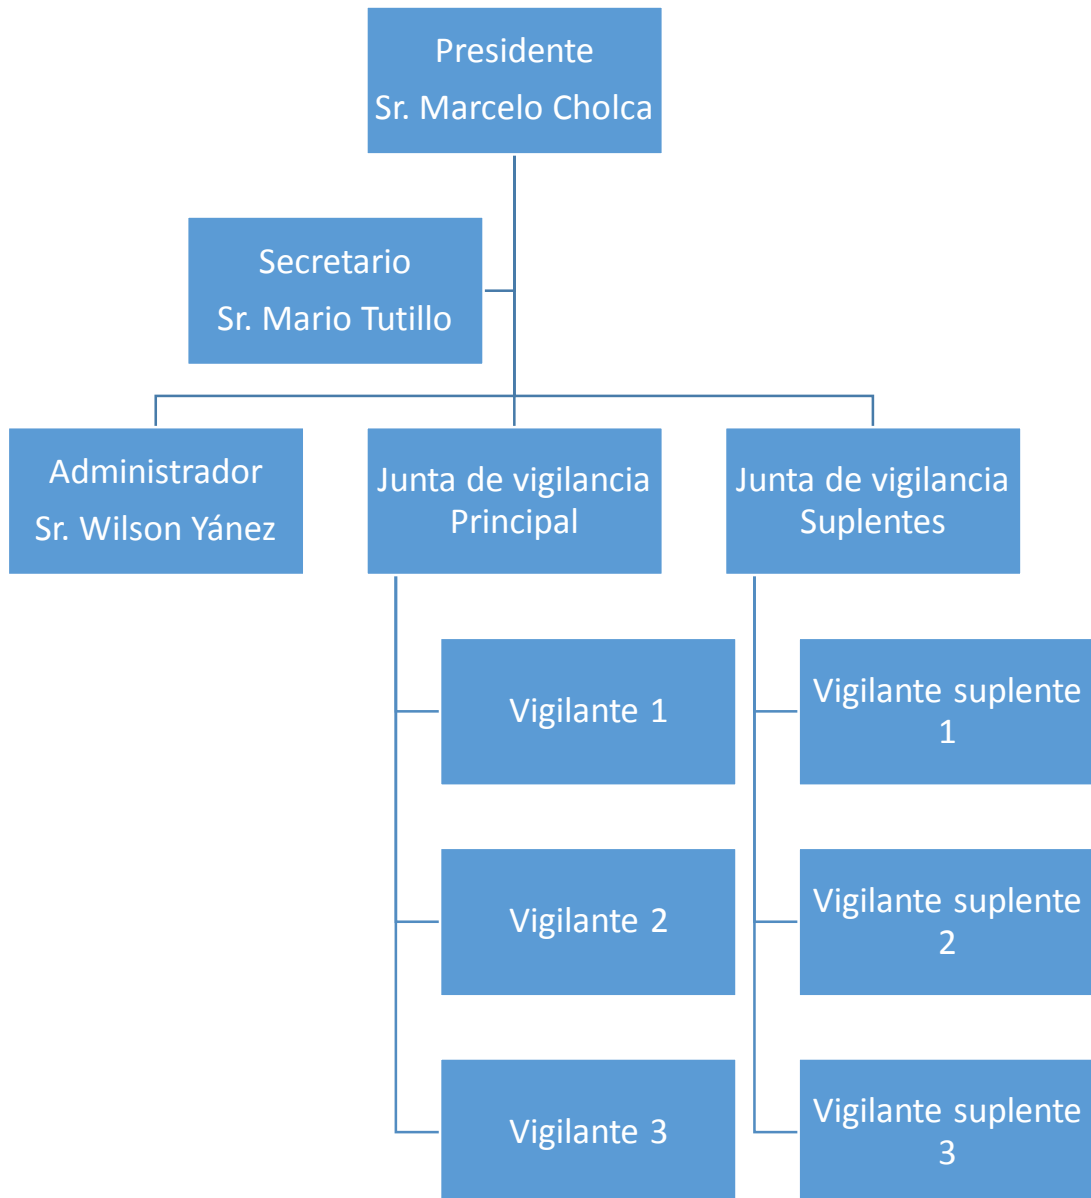 Presidente
Sr. Marcelo Cholca
Secretario
Sr. Mario Tutillo
Administrador
Sr. Wilson Yánez
Junta de vigilancia
Principal
Junta de vigilancia
Suplentes
Vigilante 1
Vigilante suplente
1
Vigilante 2
Vigilante suplente
2
Vigilante 3
Vigilante suplente
3